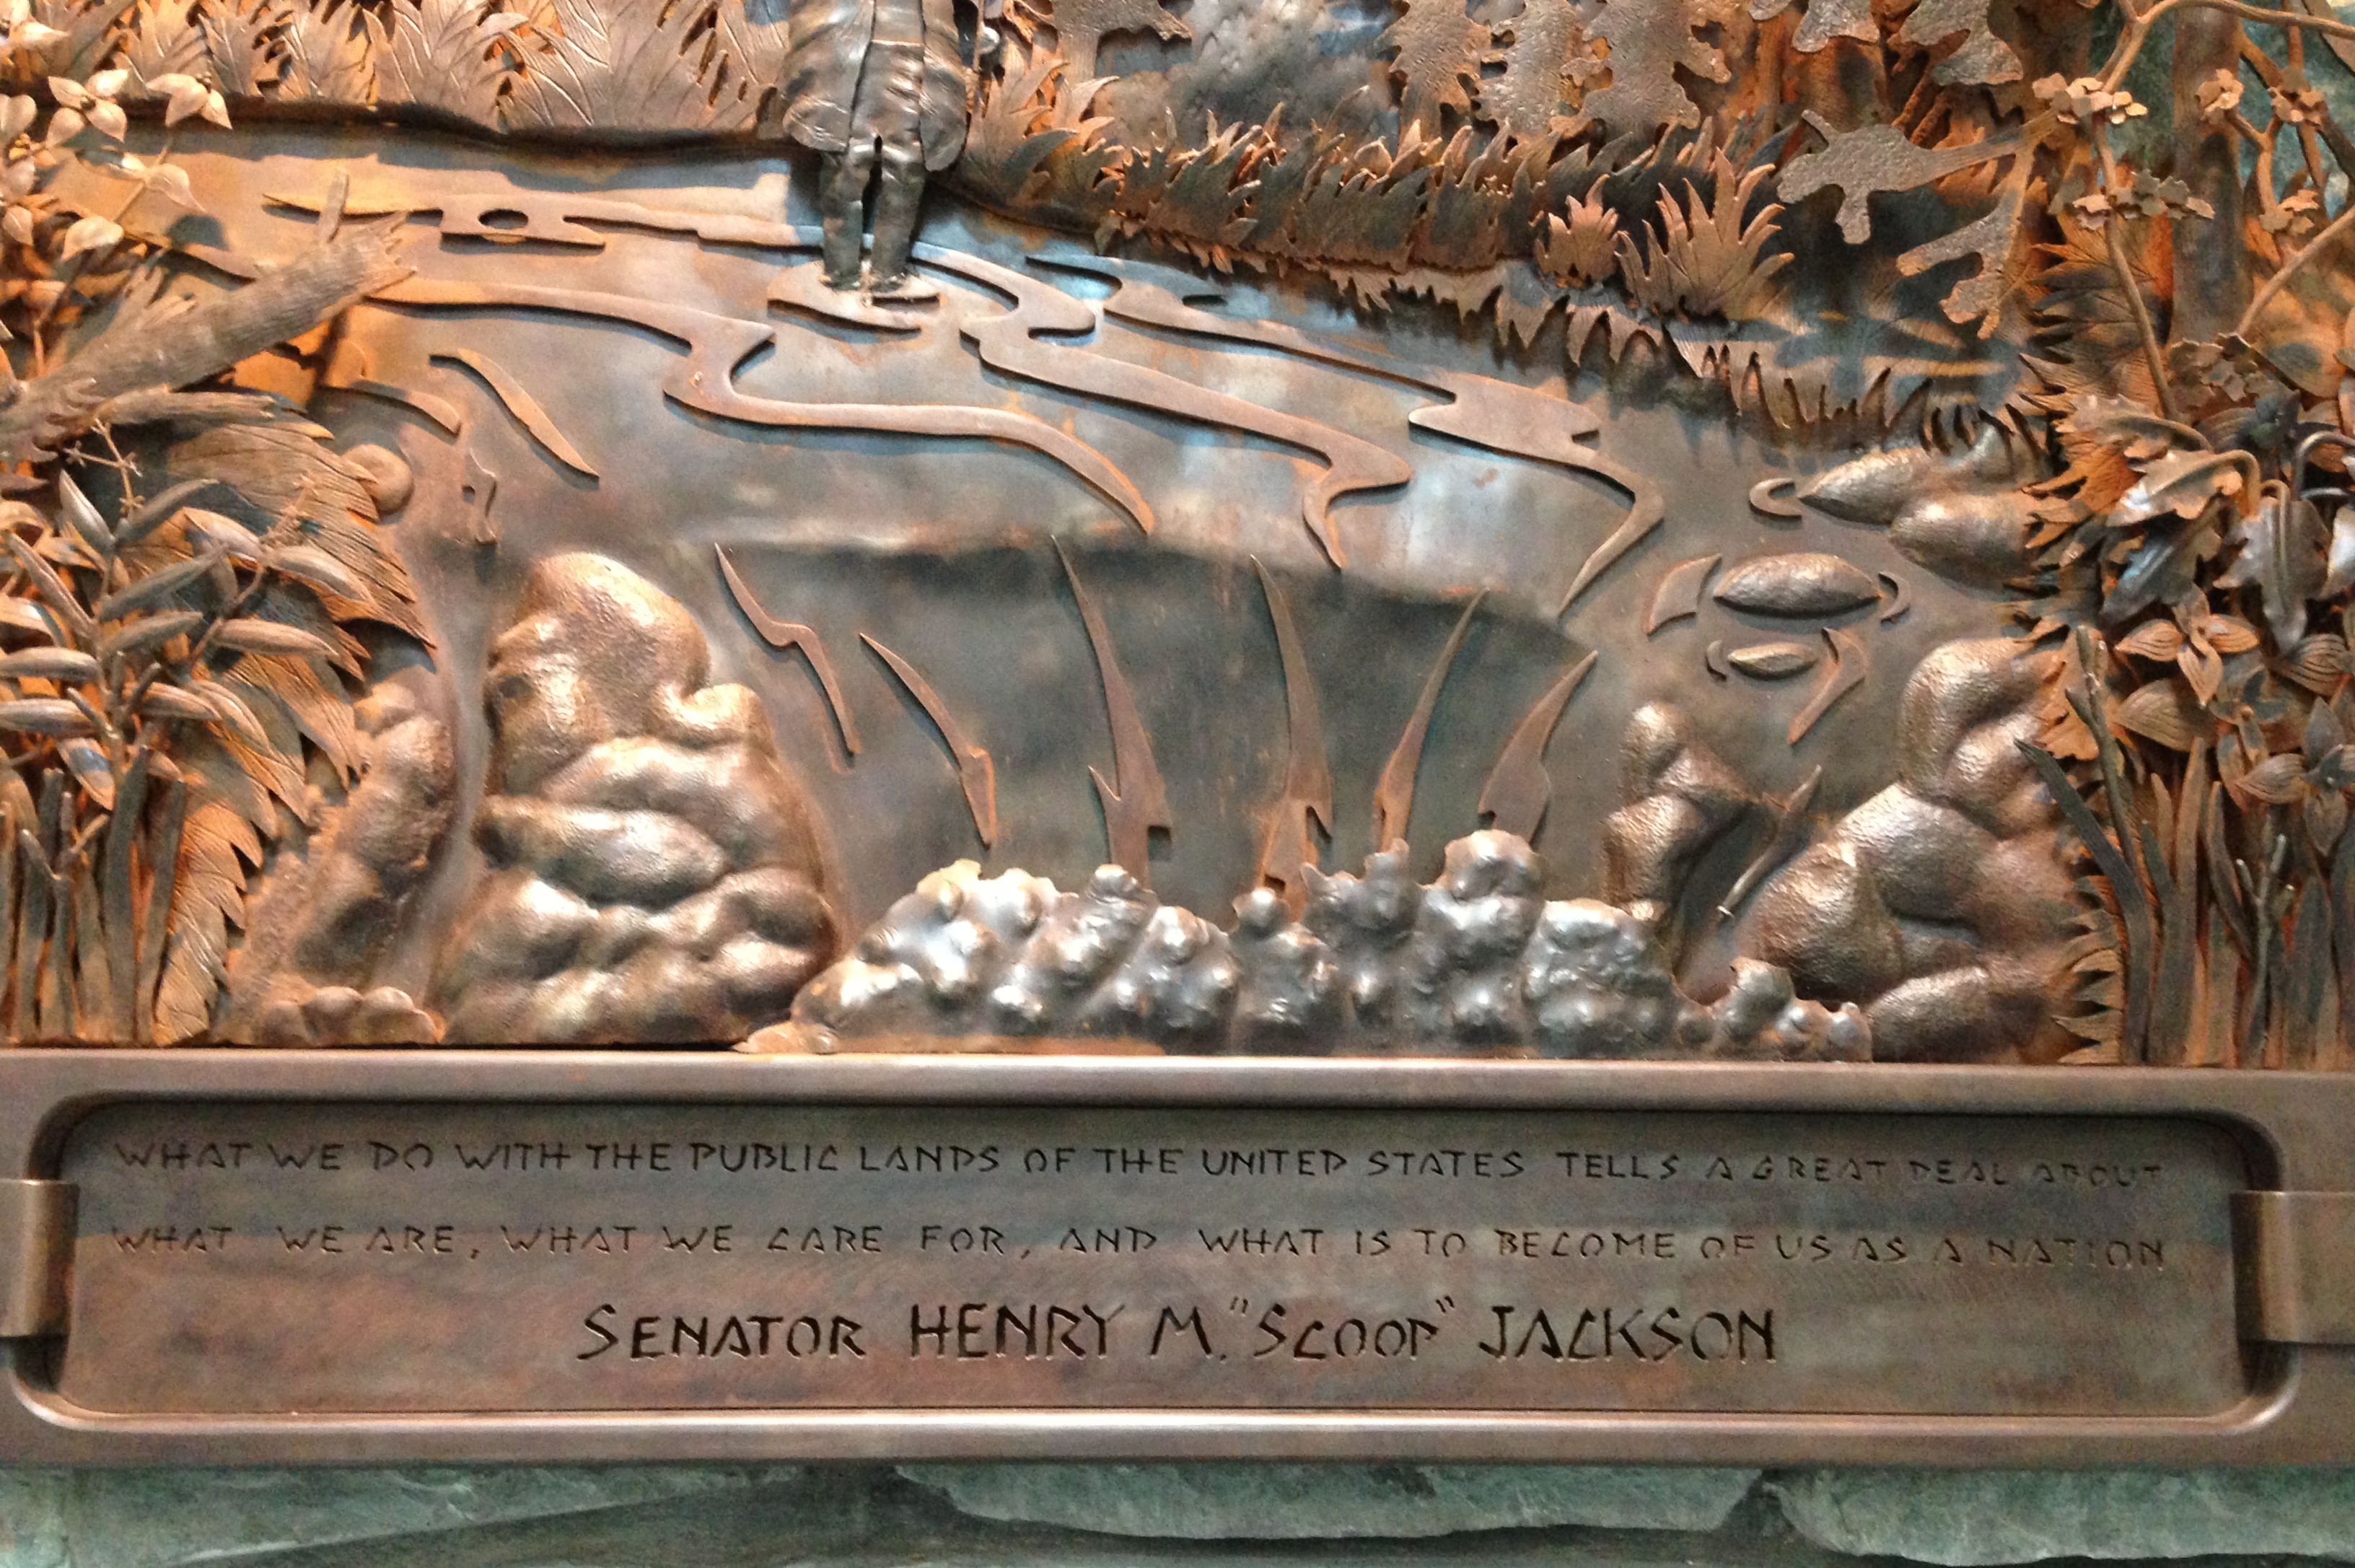 WHAT WE DO WITH THE PUBLIC LANDS OF THE UNITED STATES TELLS A GREAT DEAL ABOUT
WHAT WE ARE, WHAT WE CARE FOR, AND WHAT IS TO BECOME OF US AS A NATION
SENATOR HENRY M. "SCOOP" JACKSON